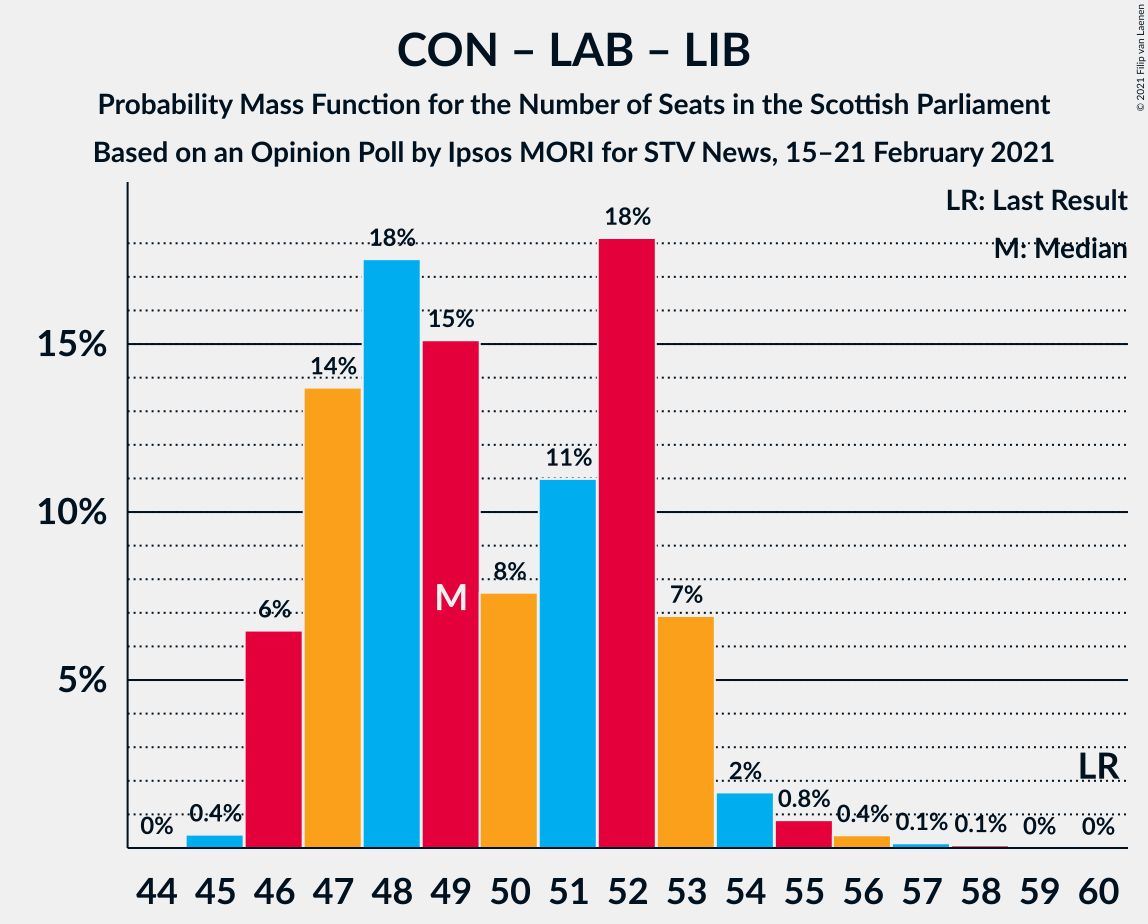 CON – LAB – LIB
Probability Mass Function for the Number of Seats in the Scottish Parliament
Based on an Opinion Poll by Ipsos MORI for STV News, 15–21 February 2021
© 2021 Filip van Laenen
LR: Last Result
M: Median
15%
10%
5%
0%
0.4%
6%
14%
18%
15%
8%
11%
18%
7%
2%
0.8%
0.4%
0.1%
0.1%
0%
0%
M
LR
44 45 46 47 48 49 50 51 52 53 54 55 56 57 58 59 60